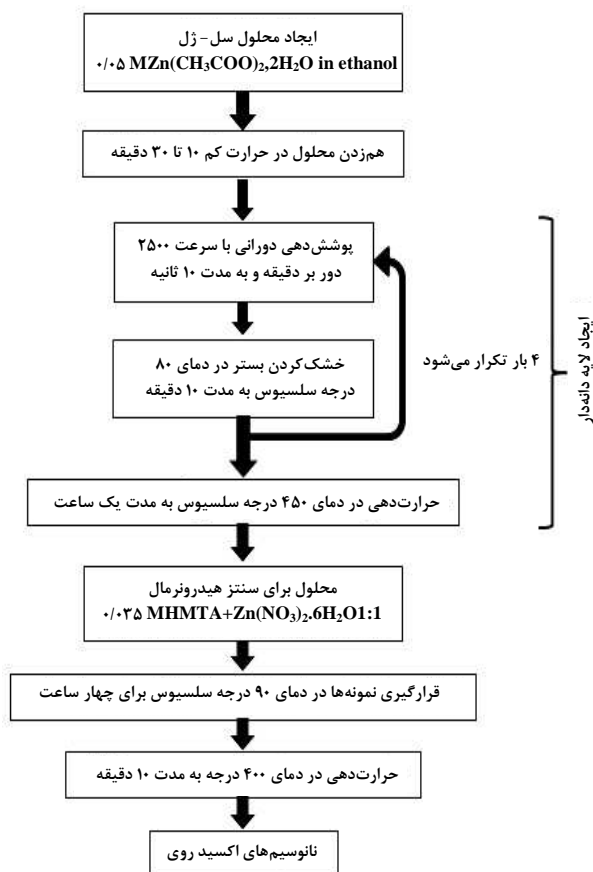 ایجاد محلول سل - ژل
۰/۰۵ MZn(CH₃COO)₂,2H₂O in ethanol
هم‌زدن محلول در حرارت کم ۱۰ تا ۳۰ دقیقه
پوشش‌دهی دورانی با سرعت ۲۵۰۰
دور بر دقیقه و به مدت ۱۰ ثانیه
خشک‌کردن بستر در دمای ۸۰
درجه سلسیوس به مدت ۱۰ دقیقه
۴ بار تکرار می‌شود
ایجاد لایه دانه‌دار
حرارت‌دهی در دمای ۴۵۰ درجه سلسیوس به مدت یک ساعت
محلول برای سنتز هیدرونرمال
۰/۰۳۵ MHMTA+Zn(NO₃)₂.6H₂O1:1
قرارگیری نمونه‌ها در دمای ۹۰ درجه سلسیوس برای چهار ساعت
حرارت‌دهی در دمای ۴۰۰ درجه به مدت ۱۰ دقیقه
نانوسیم‌های اکسید روی